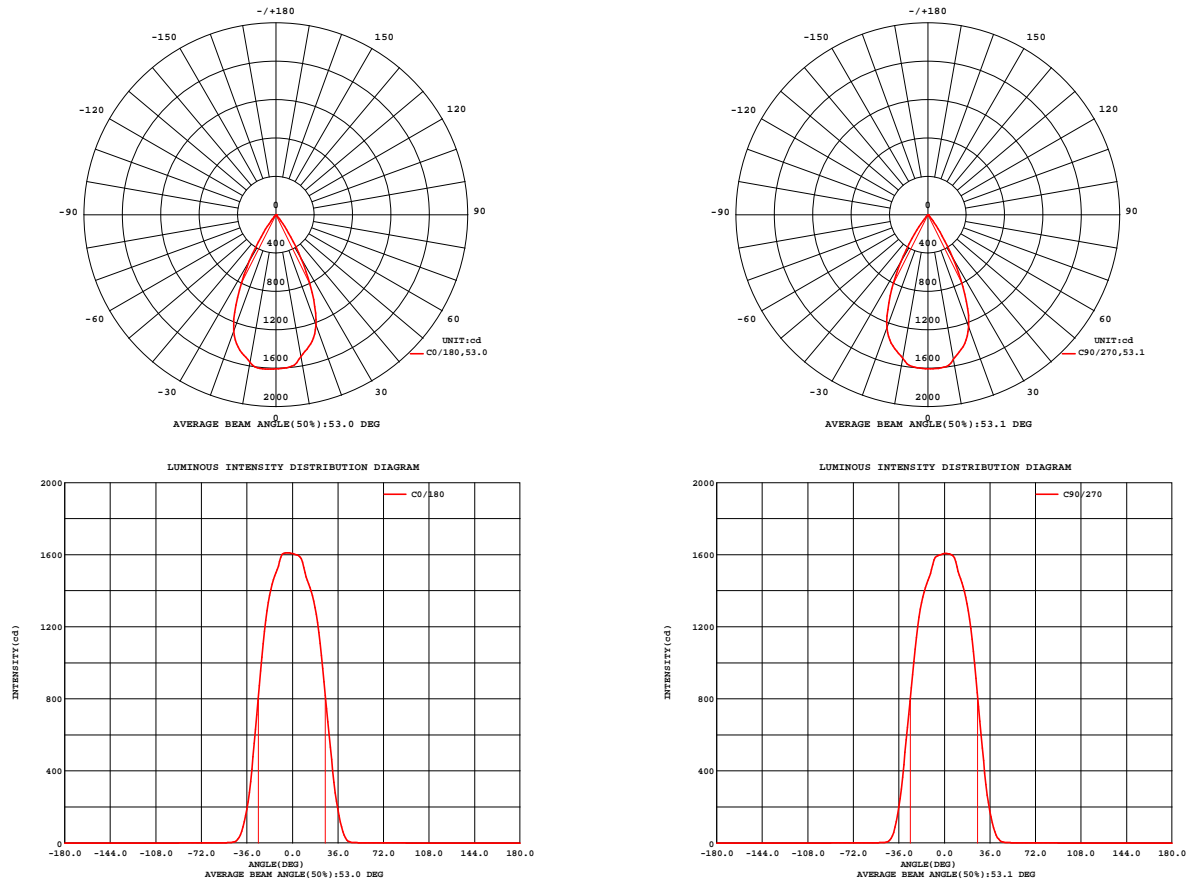 -/+180
-150 150
-120 120
-90 0 90
400
800
-60 1200 60
UNIT:cd
1600 C0/180,53.0
-30 30
2000
0
AVERAGE BEAM ANGLE(50%):53.0 DEG
-/+180
-150 150
-120 120
-90 0 90
400
800
-60 1200 60
UNIT:cd
1600 C90/270,53.1
-30 30
2000
0
AVERAGE BEAM ANGLE(50%):53.1 DEG
LUMINOUS INTENSITY DISTRIBUTION DIAGRAM
2000
C0/180
1600
1200
INTENSITY(cd)
800
400
0
-180.0 -144.0 -108.0 -72.0 -36.0 0.0 36.0 72.0 108.0 144.0 180.0
ANGLE(DEG)
AVERAGE BEAM ANGLE(50%):53.0 DEG
LUMINOUS INTENSITY DISTRIBUTION DIAGRAM
2000
C90/270
1600
1200
INTENSITY(cd)
800
400
0
-180.0 -144.0 -108.0 -72.0 -36.0 0.0 36.0 72.0 108.0 144.0 180.0
ANGLE(DEG)
AVERAGE BEAM ANGLE(50%):53.1 DEG